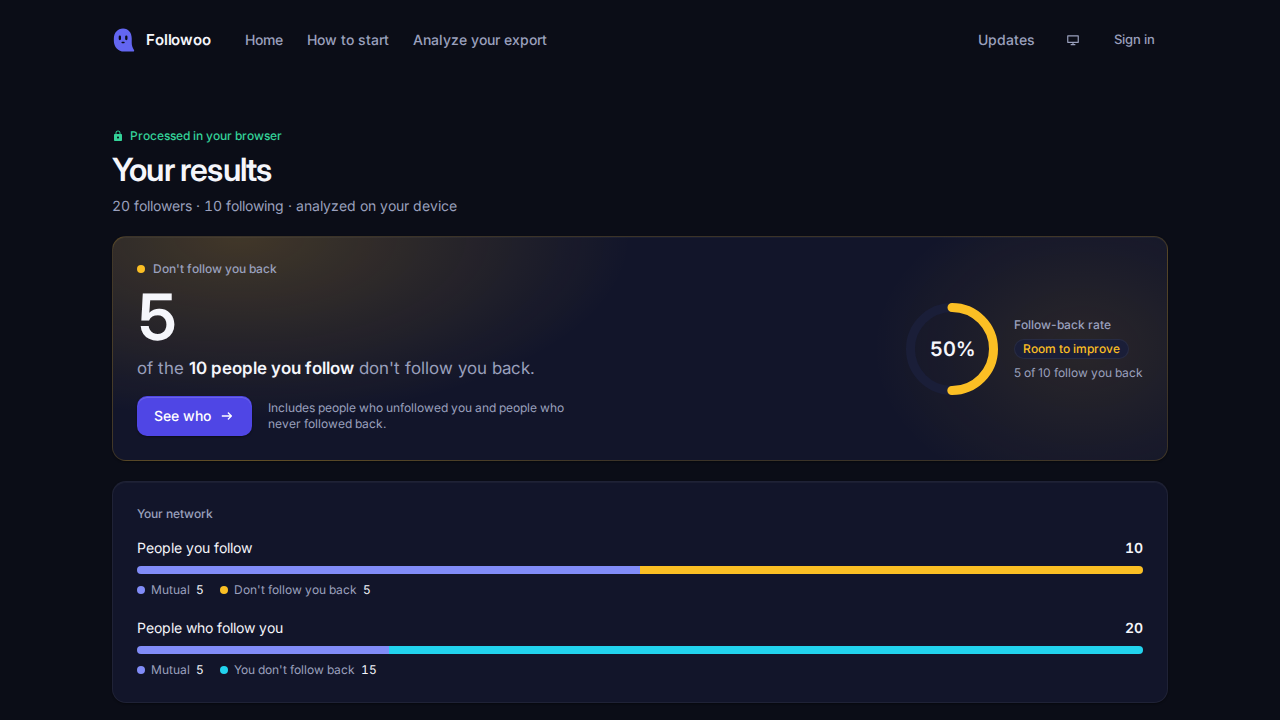 Followoo Home How to start Analyze your export Updates Sign in
Processed in your browser
Your results
20 followers · 10 following · analyzed on your device
Don't follow you back
5
of the 10 people you follow don't follow you back.
See who →
Includes people who unfollowed you and people who
never followed back.
50%
Follow-back rate
Room to improve
5 of 10 follow you back
Your network
People you follow 10
Mutual 5 Don't follow you back 5
People who follow you 20
Mutual 5 You don't follow back 15